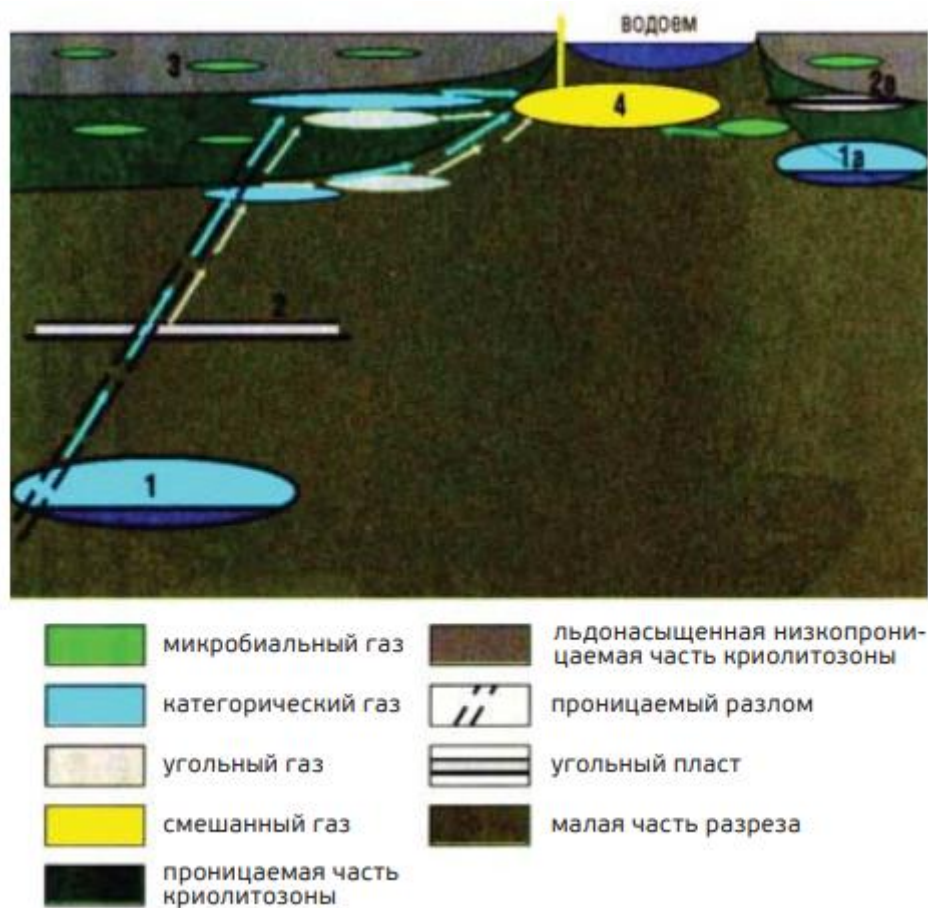 водоем
3
2а
4
1а
2
1
микробиальный газ
категорический газ
угольный газ
смешанный газ
проницаемая часть
криолитозоны
льдонасыщенная низкопрони-
цаемая часть криолитозоны
проницаемый разлом
угольный пласт
малая часть разреза